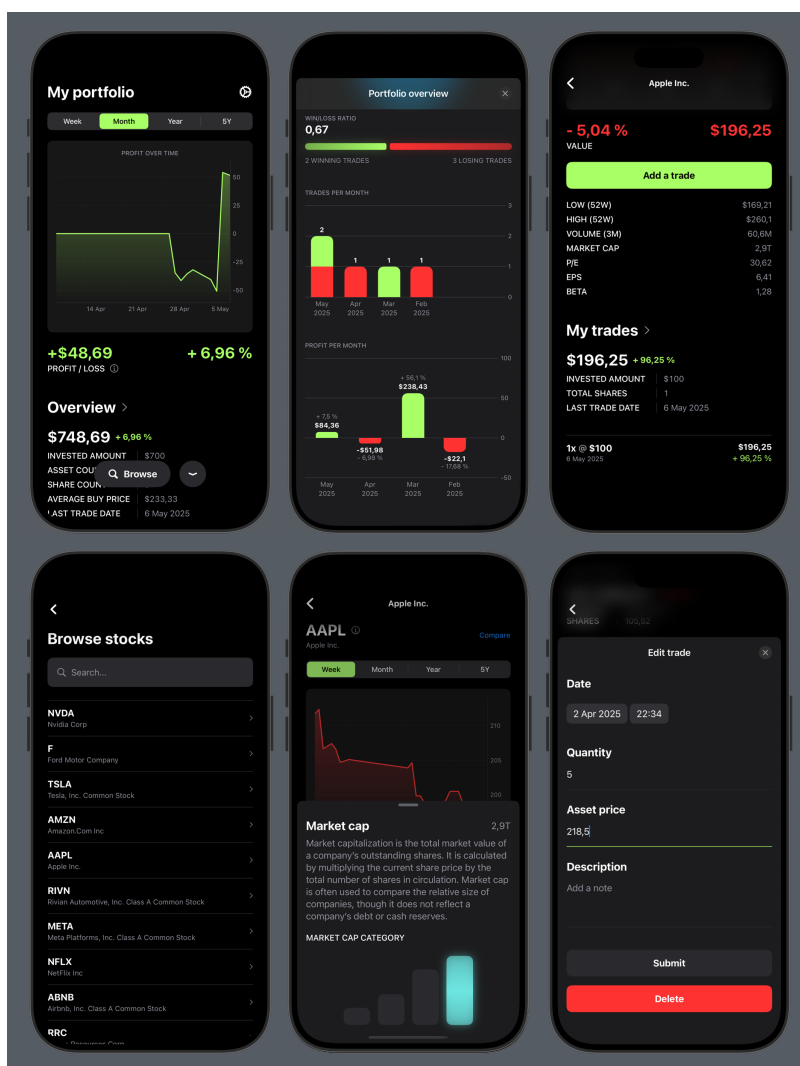 My portfolio
Week Month Year 5Y
PROFIT OVER TIME
50
25
0
-25
-50
14 Apr 21 Apr 28 Apr 5 May
+$48,69 + 6,96 %
PROFIT / LOSS
Overview >
$748,69 + 6,96 %
INVESTED AMOUNT $700
ASSET COU
SHARE COUN
Browse
AVERAGE BUY PRICE $233,33
LAST TRADE DATE 6 May 2025
Portfolio overview
WIN/LOSS RATIO
0,67
2 WINNING TRADES 3 LOSING TRADES
TRADES PER MONTH
3
2
1
0
2 1 1 1
May Apr Mar Feb
2025 2025 2025 2025
PROFIT PER MONTH
100
50
0
-50
+ 7,5 %
$84,36
-$51,98
- 6,98 %
+ 56,1 %
$238,43
-$22,1
- 17,68 %
May Apr Mar Feb
2025 2025 2025 2025
Apple Inc.
- 5,04 % $196,25
VALUE
Add a trade
LOW (52W) $169,21
HIGH (52W) $260,1
VOLUME (3M) 60,6M
MARKET CAP 2,9T
P/E 30,62
EPS 6,41
BETA 1,28
My trades >
$196,25 + 96,25 %
INVESTED AMOUNT $100
TOTAL SHARES 1
LAST TRADE DATE 6 May 2025
1x @ $100 $196,25
6 May 2025 + 96,25 %
Browse stocks
Search...
NVDA
Nvidia Corp
F
Ford Motor Company
TSLA
Tesla, Inc. Common Stock
AMZN
Amazon.Com Inc
AAPL
Apple Inc.
RIVN
Rivian Automotive, Inc. Class A Common Stock
META
Meta Platforms, Inc. Class A Common Stock
NFLX
NetFlix Inc
ABNB
Airbnb, Inc. Class A Common Stock
RRC
Resources Corp
Apple Inc.
AAPL
Apple Inc.
Compare
Week Month Year 5Y
210
205
200
Market cap 2,9T
Market capitalization is the total market value of
a company's outstanding shares. It is calculated
by multiplying the current share price by the
total number of shares in circulation. Market cap
is often used to compare the relative size of
companies, though it does not reflect a
company's debt or cash reserves.
MARKET CAP CATEGORY
SHARES 105,82
Edit trade
Date
2 Apr 2025 22:34
Quantity
5
Asset price
218,5
Description
Add a note
Submit
Delete